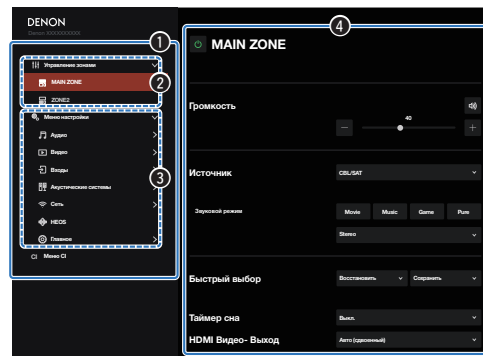 DENON
Denon XXXXXXXXXX
1
Управление зонами
2
MAIN ZONE
ZONE2
Меню настройки
Аудио
Видео
Входы
3
Акустические системы
Сеть
HEOS
Главное
CI Меню CI
4
MAIN ZONE
Громкость
40
Источник
CBL/SAT
Звуковой режим
Movie Music Game Pure
Stereo
Быстрый выбор
Восстановить Сохранить
Таймер сна
Выкл.
HDMI Видео- Выход
Авто (сдвоенный)